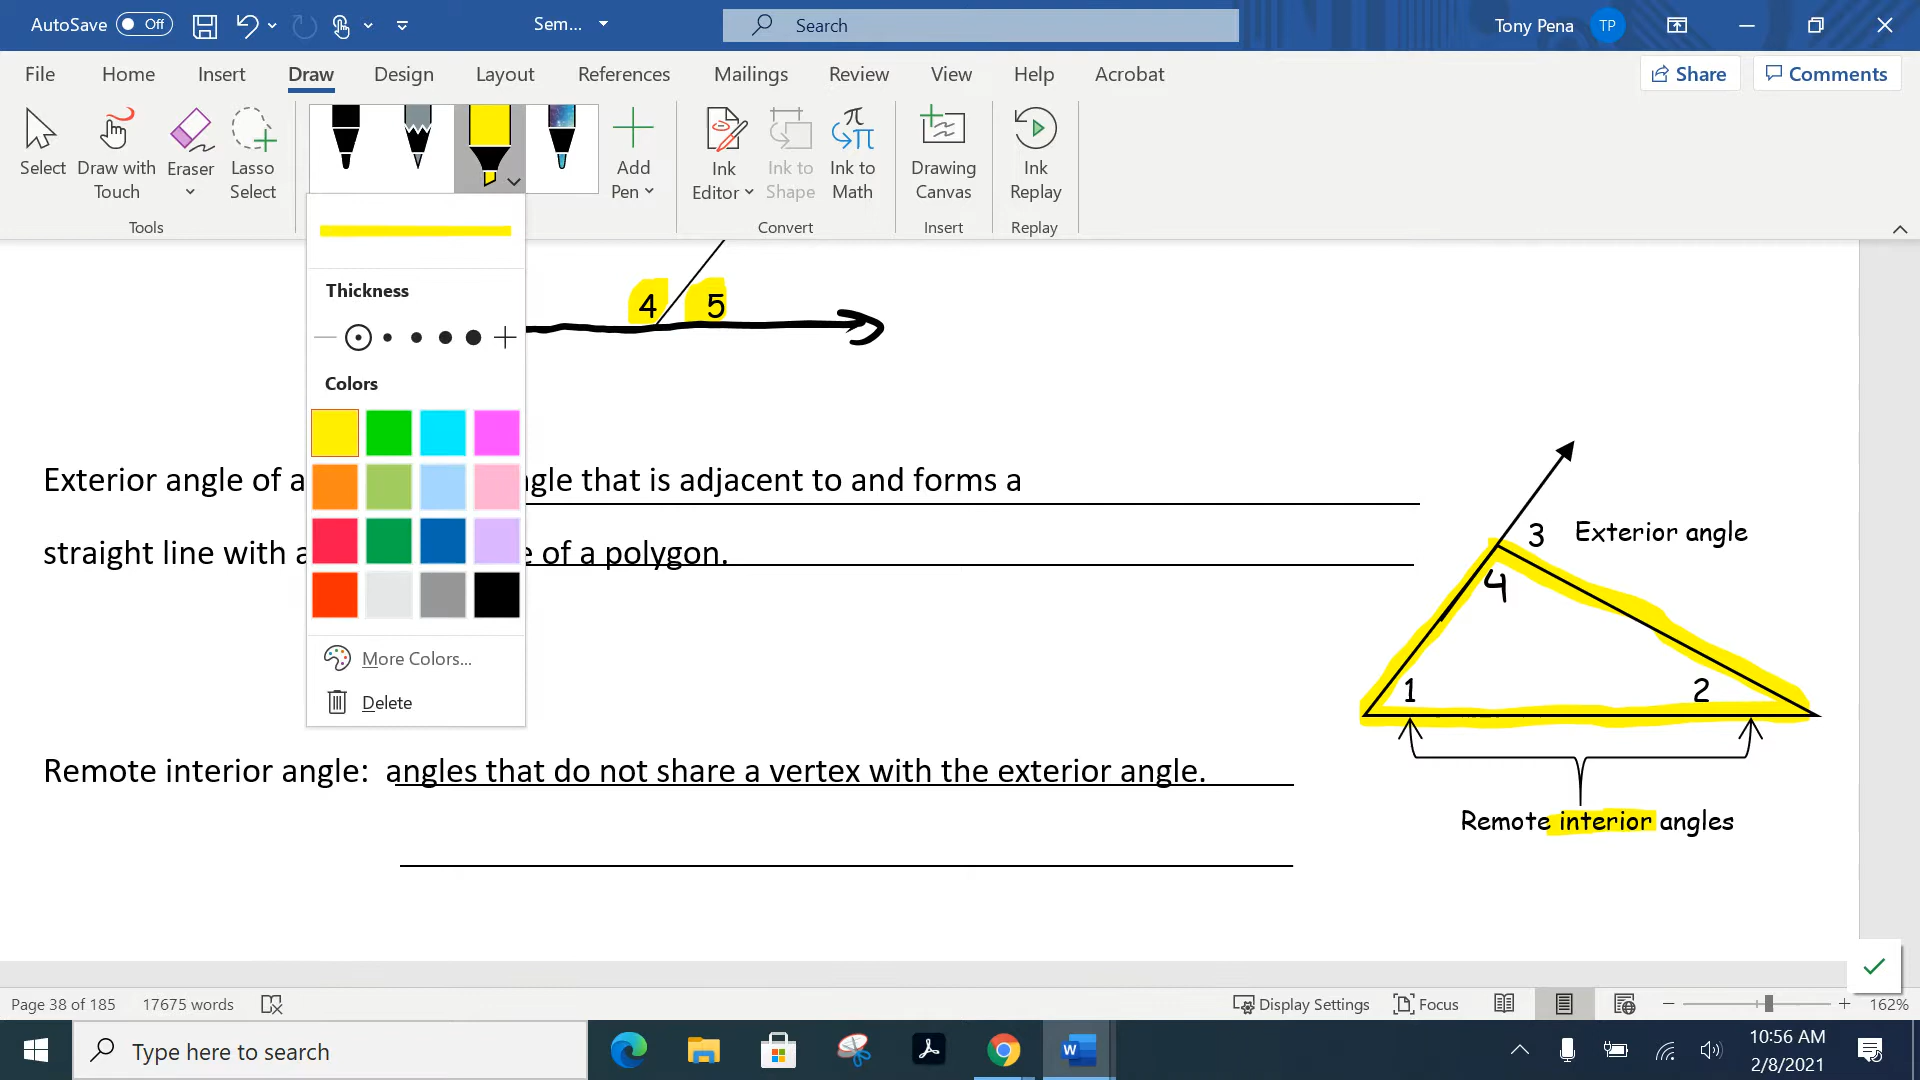 AutoSave Off Sem... Search Tony Pena TP
File Home Insert Draw Design Layout References Mailings Review View Help Acrobat Share Comments
Select Draw with Touch Eraser Lasso Select Add Pen Ink Editor Ink to Shape Ink to Math Drawing Canvas Ink Replay
Tools Convert Insert Replay
4 5
Thickness
Colors
More Colors...
Delete
Exterior angle of a ngle that is adjacent to and forms a
straight line with a e of a polygon.
3 Exterior angle
4
1 2
Remote interior angle: angles that do not share a vertex with the exterior angle.
Remote interior angles
Page 38 of 185 17675 words Display Settings Focus 162%
Type here to search
W
10:56 AM
2/8/2021